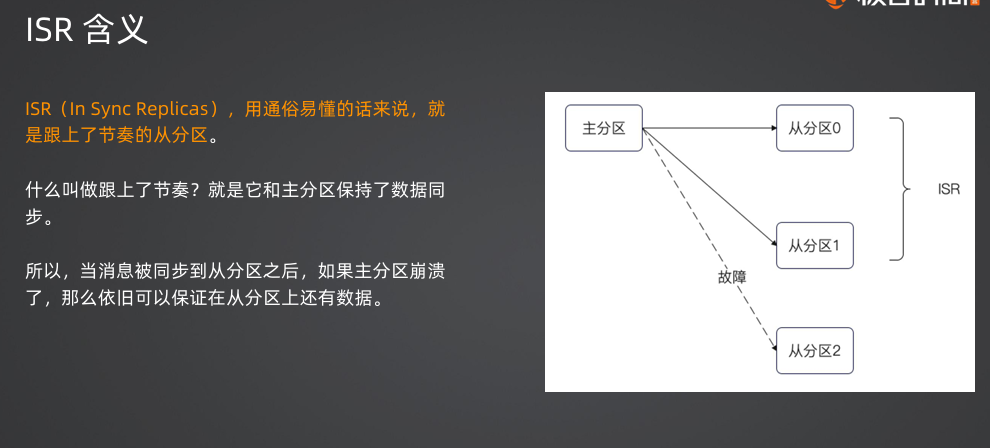 ISR 含义
ISR（In Sync Replicas），用通俗易懂的话来说，就
是跟上了节奏的从分区。
什么叫做跟上了节奏？就是它和主分区保持了数据同
步。
所以，当消息被同步到从分区之后，如果主分区崩溃
了，那么依旧可以保证在从分区上还有数据。
主分区
从分区0
ISR
从分区1
故障
从分区2